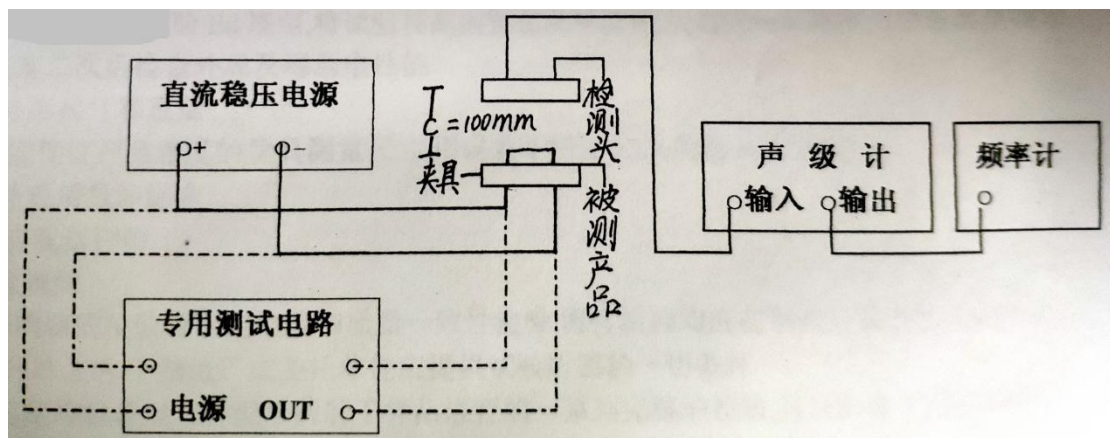 直流稳压电源
+
-
C=100mm
夹具
检测头
被测产品
声级计
输入
输出
频率计
专用测试电路
电源
OUT